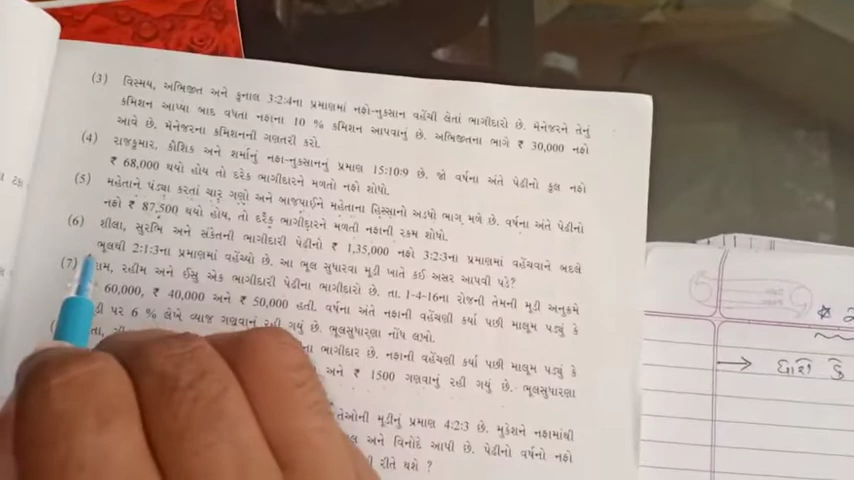 (3) વિસ્મય, અભિજીત અને કુનાલ 3:2:4ના પ્રમાણમાં નફો-નુકસાન વહેંચી લેતાં ભાગીદારો છે. મેનેજરને તેનું
કમિશન આપ્યા બાદ વધતા નફાના 10 % કમિશન આપવાનું છે. અભિજીતના ભાગે ₹ 30,000 નફો
આવે છે. મેનેજરના કમિશનની ગણતરી કરો.
(4) રાજકુમાર, કૌશિક અને શર્માનું નફા-નુકસાનનું પ્રમાણ 15:10:9 છે. જો વર્ષના અંતે પેઢીનો કુલ નફો
₹ 68,000 થયો હોય તો દરેક ભાગીદારને મળતો નફો શોધો.
(5) મહેતાને પંડ્યા કરતાં ચાર ગણો અને બાજપાઈને મહેતાના હિસ્સાનો અડધો ભાગ મળે છે. વર્ષના અંતે પેઢીનો
નફો ₹ 87,500 થયો હોય, તો દરેક ભાગીદારને મળતી નફાની રકમ શોધો.
(6) શીલા, સુરભિ અને સંકેતની ભાગીદારી પેઢીનો ₹ 1,35,000 નફો 3:2:3ના પ્રમાણમાં વહેંચવાને બદલે
ભૂલથી 2:1:3ના પ્રમાણમાં વહેંચ્યો છે. આ ભૂલ સુધારવા મૂડી ખાતે કઈ અસર આપવી પડે?
(7) રામ, રહીમ અને ઈસુ એક ભાગીદારી પેઢીના ભાગીદારો છે. તા. 1-4-16ના રોજની તેમની મૂડી અનુક્રમે
60,000, ₹ 40,000 અને ₹ 50,000 હતી. વર્ષના અંતે નફાની વહેંચણી કર્યા પછી માલૂમ પડ્યું કે
પર 6 % લેખે વ્યાજ ગણવાનું રહી ગયું છે. ભૂલસુધારણા નોંધ લખો.
ભાગીદાર છે. નફાની વહેંચણી કર્યા પછી માલૂમ પડ્યું કે
અને ₹ 1500 ગણવાનું રહી ગયું છે. ભૂલસુધારણા
તેઓની મૂડીનું પ્રમાણ 4:2:3 છે. મુકેશને નફામાંથી
અને વિનોદે આપી છે. પેઢીનો વર્ષનો નફો
રીતે થશે ?
→